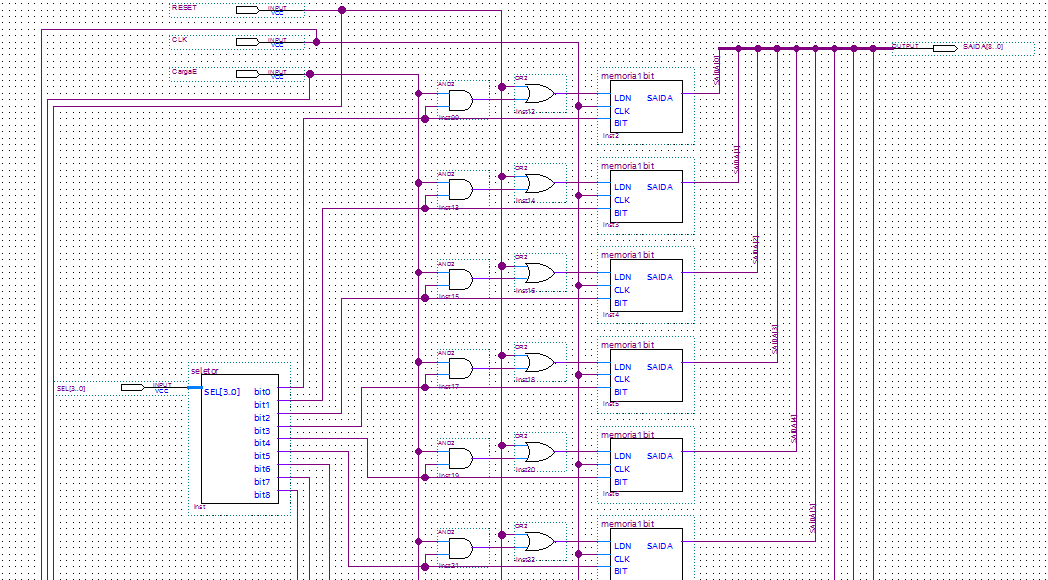 RESET
INPUT
VCC
CLK
INPUT
VCC
CargaE
INPUT
VCC
OUTPUT
SAIDA[8..0]
SAIDA[0]
AND2
inst00
OR2
inst12
memoria1bit
LDN
SAIDA
CLK
BIT
inst2
SAIDA[1]
AND2
inst13
OR2
inst14
memoria1bit
LDN
SAIDA
CLK
BIT
inst3
SAIDA[2]
AND2
inst15
OR2
inst16
memoria1bit
LDN
SAIDA
CLK
BIT
inst4
SAIDA[3]
AND2
inst17
OR2
inst18
memoria1bit
LDN
SAIDA
CLK
BIT
inst5
SEL[3..0]
INPUT
VCC
seletor
SEL[3..0]
bit0
bit1
bit2
bit3
bit4
bit5
bit6
bit7
bit8
inst
SAIDA[4]
AND2
inst19
OR2
inst20
memoria1bit
LDN
SAIDA
CLK
BIT
inst6
SAIDA[5]
AND2
inst21
OR2
inst22
memoria1bit
LDN
SAIDA
CLK
BIT